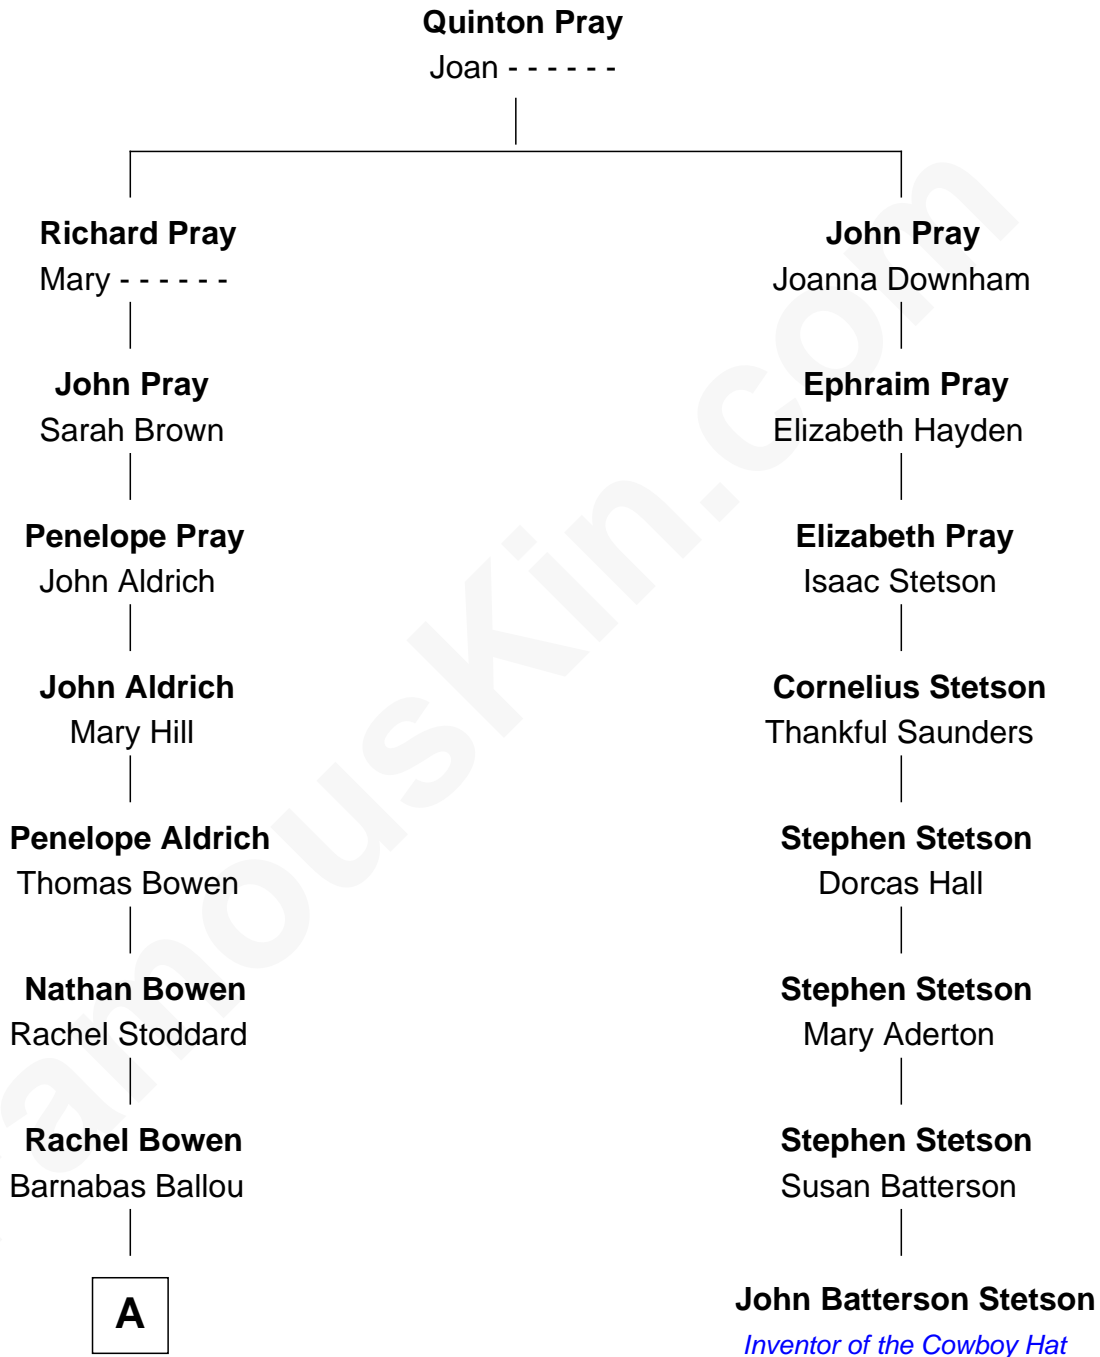 Quinton Pray
Joan - - - - - -
Richard Pray
Mary - - - - - -
John Pray
Joanna Downham
John Pray
Sarah Brown
Ephraim Pray
Elizabeth Hayden
Penelope Pray
John Aldrich
Elizabeth Pray
Isaac Stetson
John Aldrich
Mary Hill
Cornelius Stetson
Thankful Saunders
Penelope Aldrich
Thomas Bowen
Stephen Stetson
Dorcas Hall
Nathan Bowen
Rachel Stoddard
Stephen Stetson
Mary Aderton
Rachel Bowen
Barnabas Ballou
Stephen Stetson
Susan Batterson
A
John Batterson Stetson
Inventor of the Cowboy Hat
amouskin.com